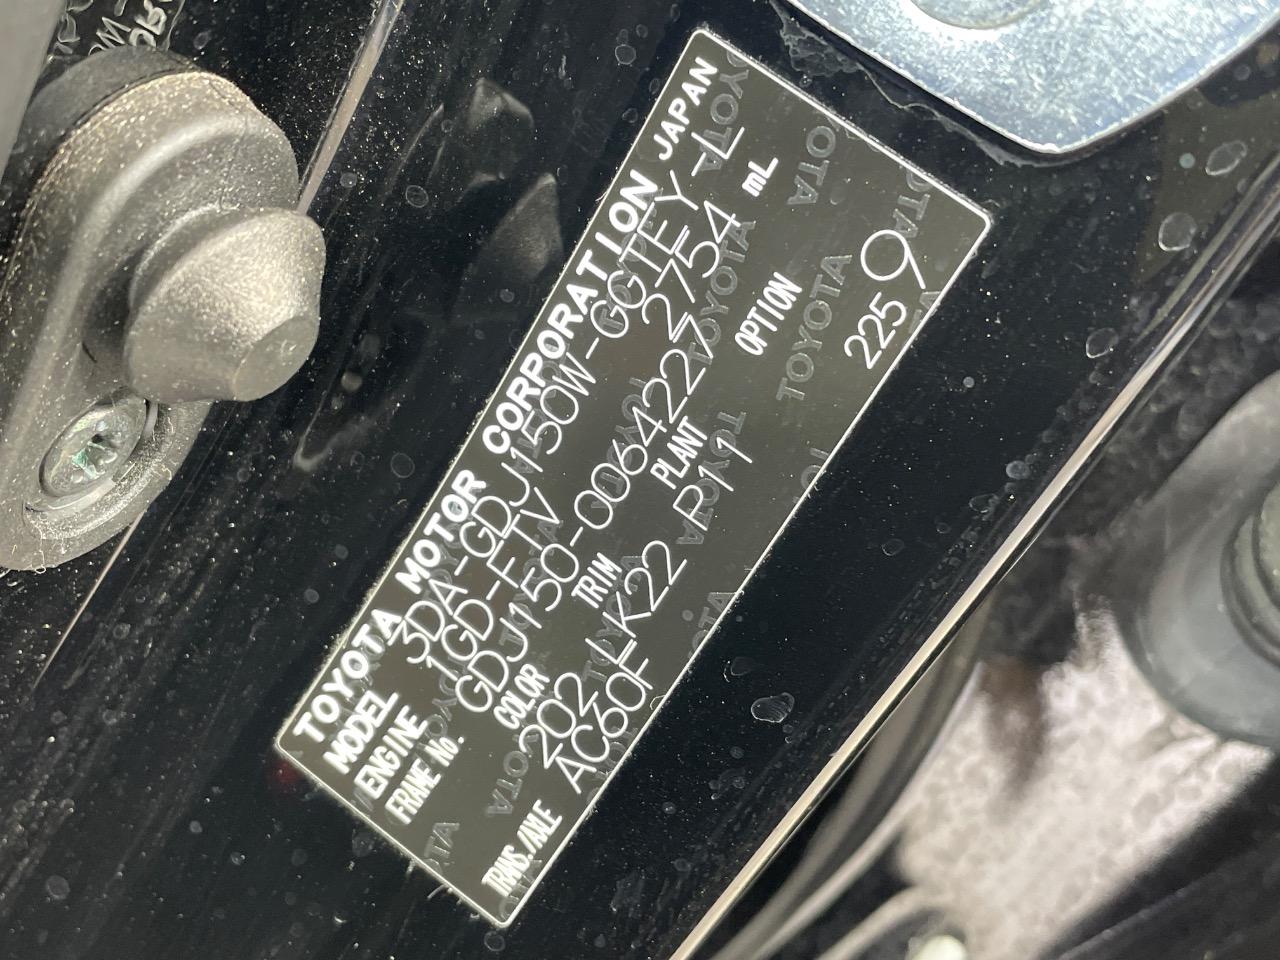 TOYOTA MOTOR CORPORATION JAPAN
MODEL 3DA-GDJ150W-GGTEY-T
ENGINE 1GD-FTV 2754 mL
FRAME No. GDJ150-0064227
COLOR TRIM PLANT OPTION
202 LK22 R11
TRANS./AXLE AC60F
225 9